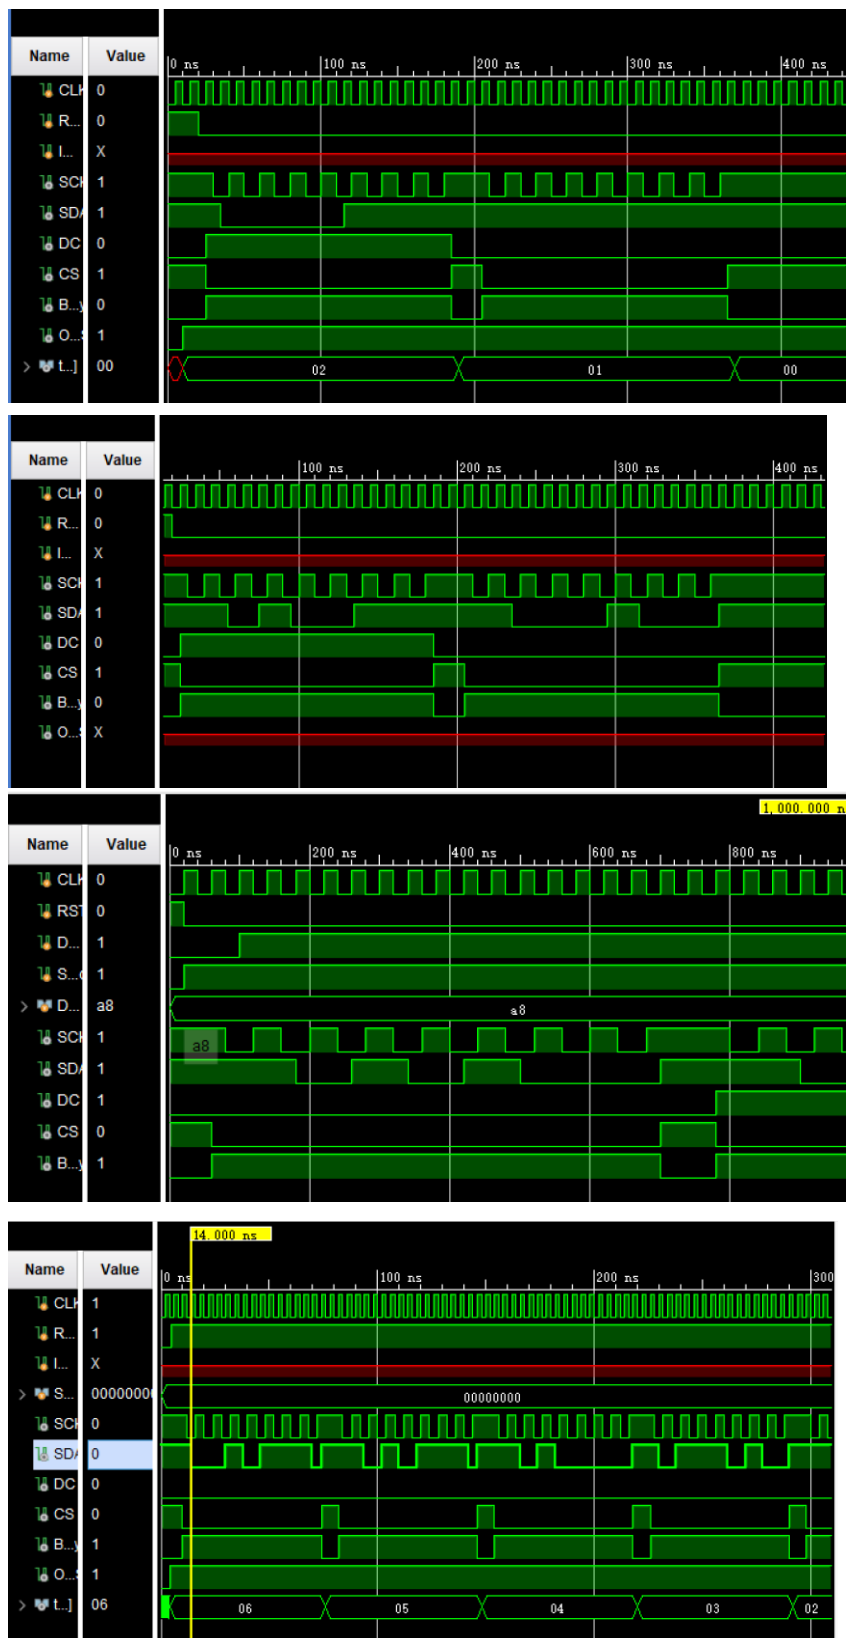 Name Value
0 ns 100 ns 200 ns 300 ns 400 ns
CLK 0
R... 0
I... X
SCK 1
SDA 1
DC 0
CS 1
B...y 0
O...S 1
t...] 00
02 01 00
Name Value
100 ns 200 ns 300 ns 400 ns
CLK 0
R... 0
I... X
SCK 1
SDA 1
DC 0
CS 1
B...y 0
O...S X
1,000.000 n
Name Value
0 ns 200 ns 400 ns 600 ns 800 ns
CLK 0
RST 0
D... 1
S...d 1
D... a8
a8
SCK 1
a8
SDA 1
DC 1
CS 0
B...y 1
14.000 ns
Name Value
0 ns 100 ns 200 ns 300
CLK 1
R... 1
I... X
S... 00000000
00000000
SCK 0
SDA 0
DC 0
CS 0
B...y 1
O...S 1
t...] 06
06 05 04 03 02